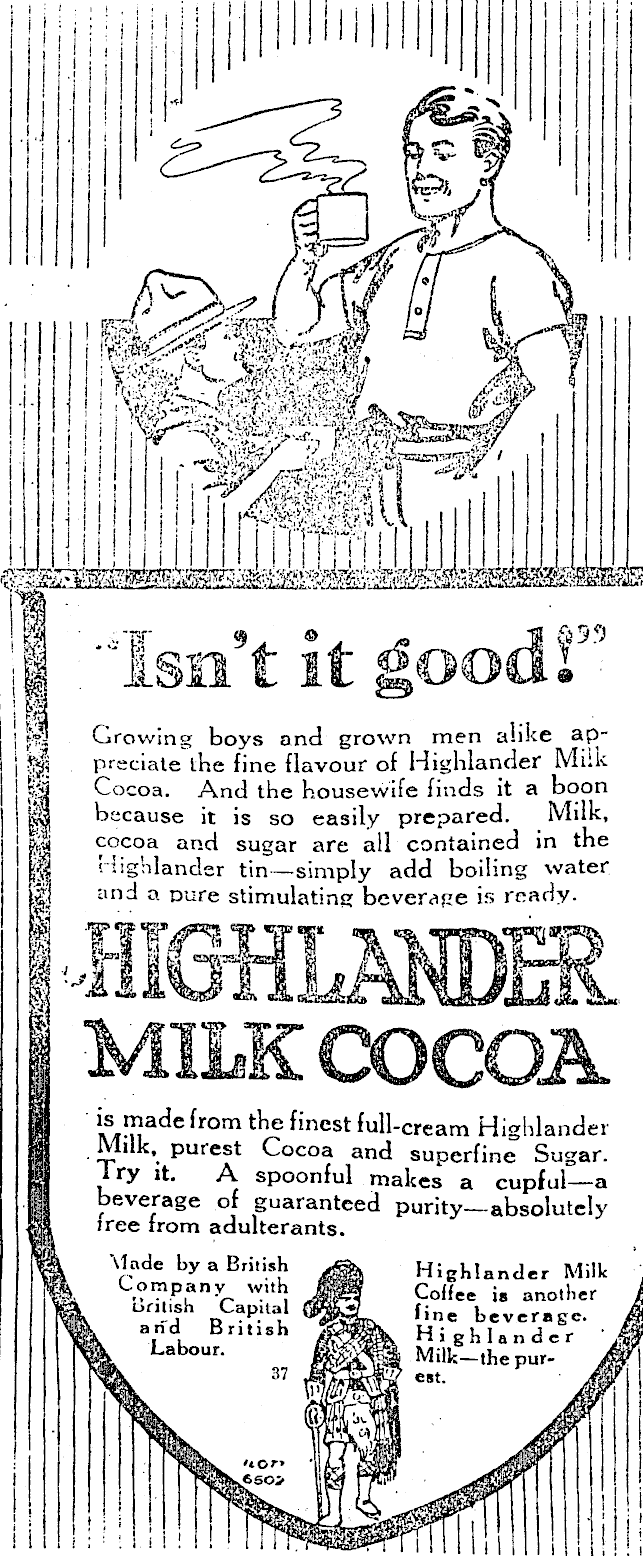 "Isn't it good!"
Growing boys and grown men alike ap-
preciate the fine flavour of Highlander Milk
Cocoa. And the housewife finds it a boon
because it is so easily prepared. Milk,
cocoa and sugar are all contained in the
Highlander tin—simply add boiling water
and a pure stimulating beverage is ready.
HIGHLANDER
MILK COCOA
is made from the finest full-cream Highlander
Milk, purest Cocoa and superfine Sugar.
Try it. A spoonful makes a cupful—a
beverage of guaranteed purity—absolutely
free from adulterants.
Made by a British
Company with
British Capital
and British
Labour.
37
Highlander Milk
Coffee is another
fine beverage.
Highlander
Milk—the pur-
est.
6502